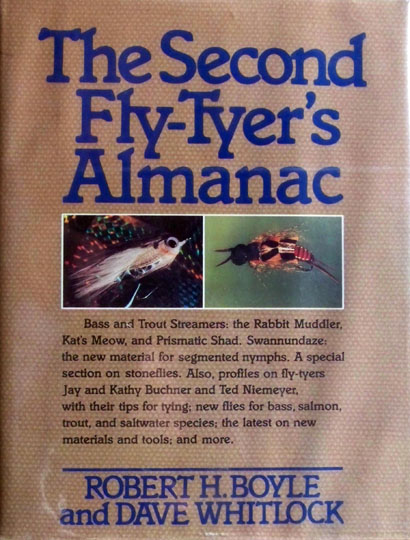 The Second
Fly-Tyer's
Almanac
Bass and Trout Streamers: the Rabbit Muddler,
Kat's Meow, and Prismatic Shad. Swannundaze:
the new material for segmented nymphs. A special
section on stoneflies. Also, profiles on fly-tyers
Jay and Kathy Buchner and Ted Niemeyer,
with their tips for tying; new flies for bass, salmon,
trout, and saltwater species; the latest on new
materials and tools; and more.
ROBERT H. BOYLE
and DAVE WHITLOCK